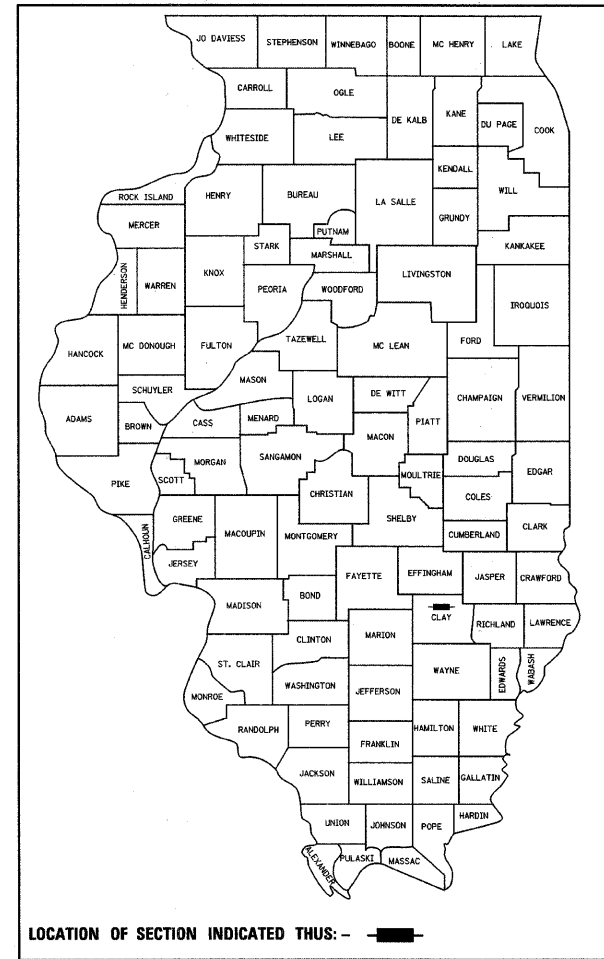 JO DAVIESS
STEPHENSON
WINNEBAGO
BOONE
MC HENRY
LAKE
CARROLL
OGLE
DE KALB
KANE
DU PAGE
COOK
WHITESIDE
LEE
KENDALL
WILL
ROCK ISLAND
HENRY
BUREAU
LA SALLE
GRUNDY
MERCER
PUTNAM
STARK
MARSHALL
KANKAKEE
HENDERSON
WARREN
KNOX
PEORIA
WOODFORD
LIVINGSTON
IROQUOIS
FORD
HANCOCK
MC DONOUGH
FULTON
TAZEWELL
MC LEAN
MASON
SCHUYLER
LOGAN
DE WITT
CHAMPAIGN
VERMILION
ADAMS
BROWN
CASS
MENARD
MACON
PIATT
PIKE
SCOTT
MORGAN
SANGAMON
CHRISTIAN
MOULTRIE
DOUGLAS
EDGAR
COLES
GREENE
MACOUPIN
MONTGOMERY
SHELBY
CUMBERLAND
CLARK
CALHOUN
JERSEY
FAYETTE
EFFINGHAM
JASPER
CRAWFORD
MADISON
BOND
MARION
CLAY
RICHLAND
LAWRENCE
CLINTON
ST. CLAIR
WAYNE
EDWARDS
WABASH
MONROE
WASHINGTON
JEFFERSON
RANDOLPH
PERRY
FRANKLIN
HAMILTON
WHITE
JACKSON
WILLIAMSON
SALINE
GALLATIN
UNION
JOHNSON
POPE
HARDIN
ALEXANDER
PULASKI
MASSAC
LOCATION OF SECTION INDICATED THUS: -